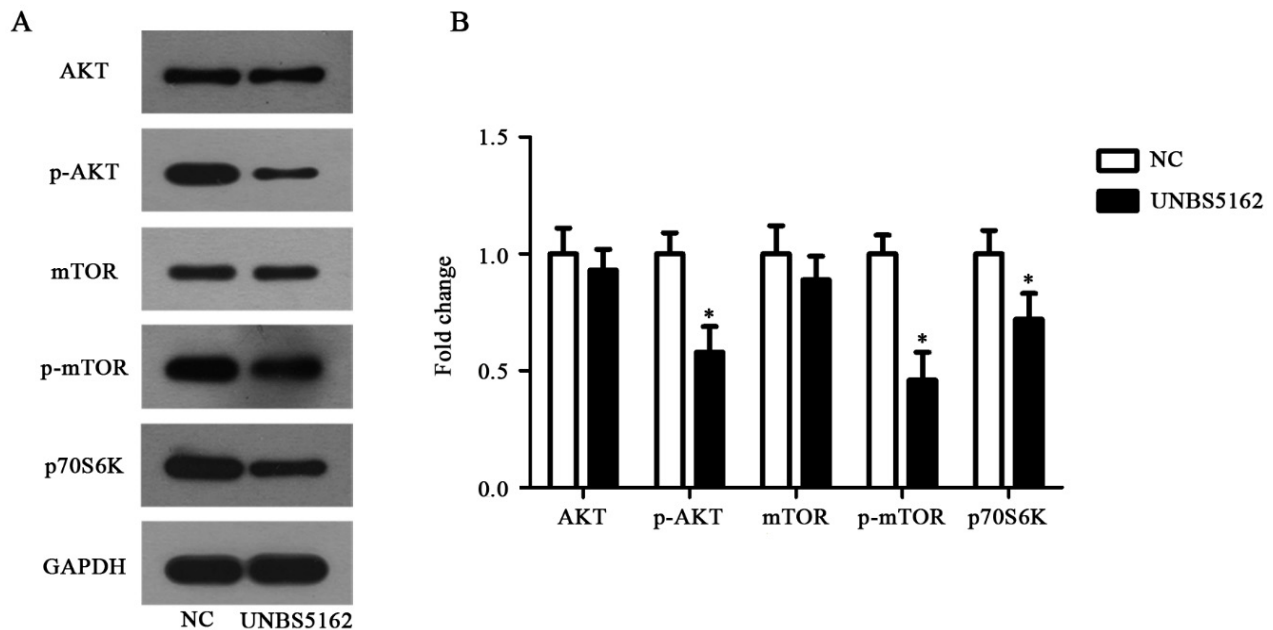 A
AKT
p-AKT
mTOR
p-mTOR
p70S6K
GAPDH
NC UNBS5162
B
Fold change
1.5
1.0
0.5
0.0
AKT p-AKT mTOR p-mTOR p70S6K
*
*
*
NC
UNBS5162